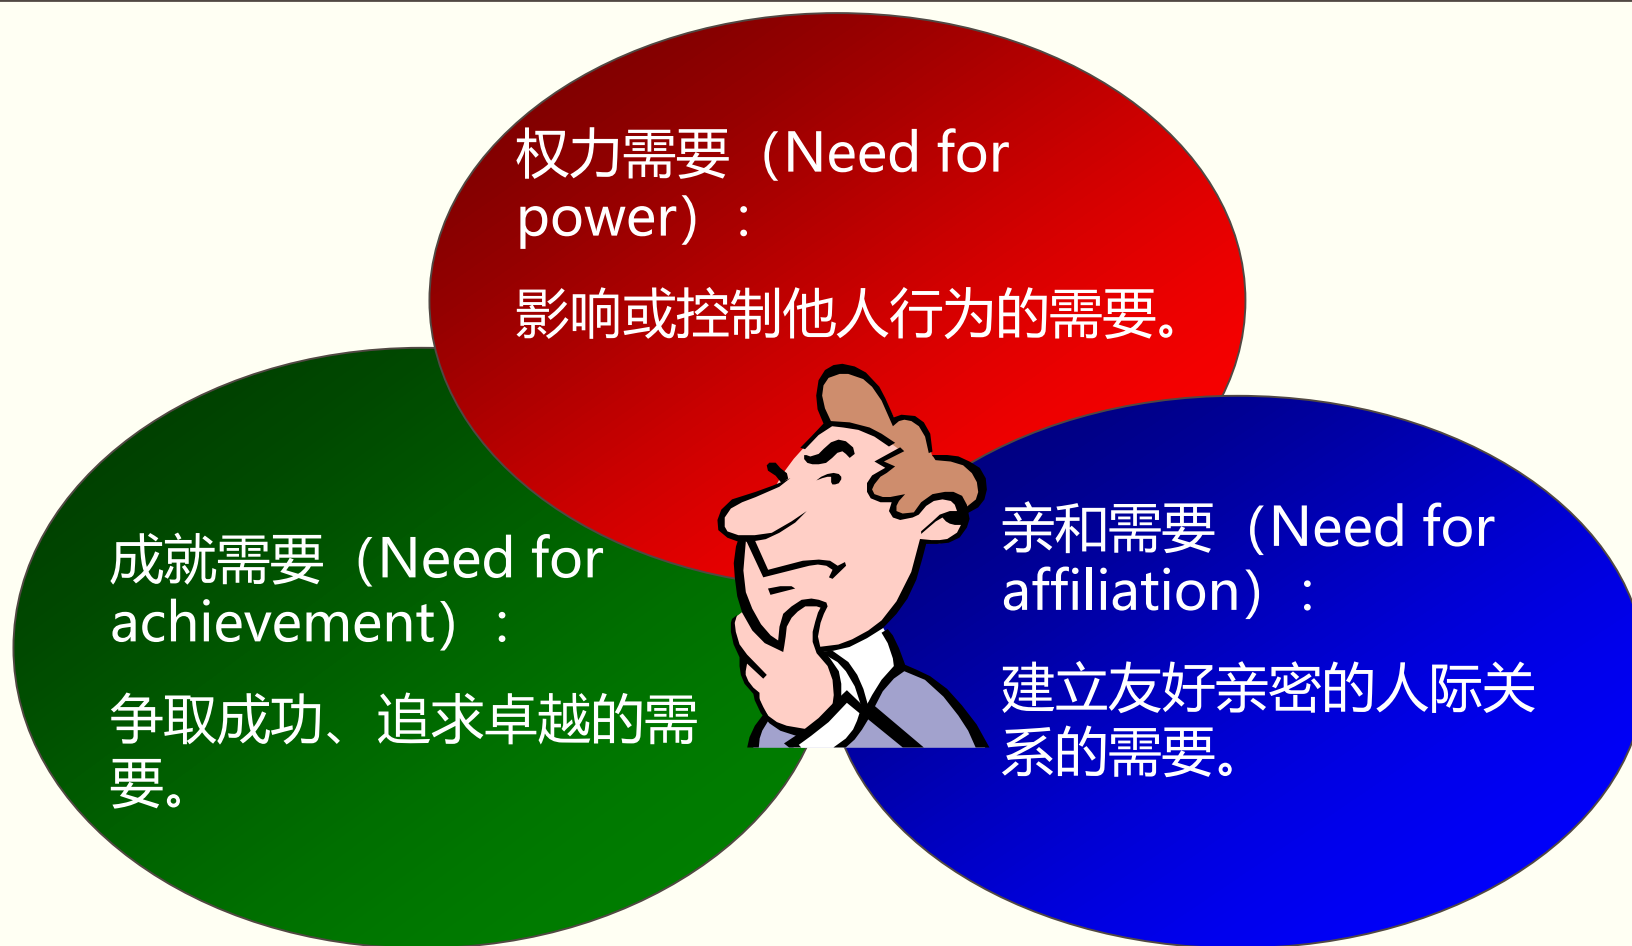 权力需要（Need for
power）：
影响或控制他人行为的需要。
成就需要（Need for
achievement）：
争取成功、追求卓越的需
要。
亲和需要（Need for
affiliation）：
建立友好亲密的人际关
系的需要。